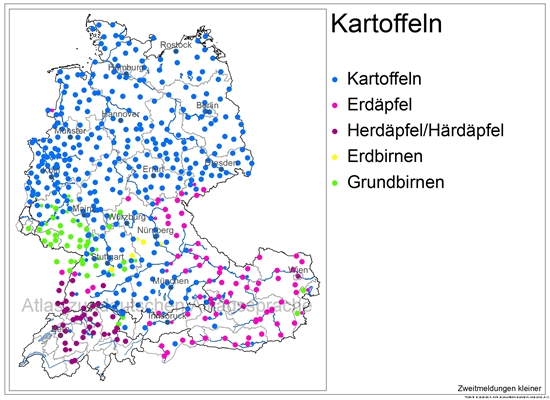 Kartoffeln
Kartoffeln
Erdäpfel
Herdäpfel/Härdäpfel
Erdbirnen
Grundbirnen
Rostock
Hamburg
Berlin
Hannover
Münster
Köln
Erfurt
Dresden
Mainz
Würzburg
Nürnberg
Stuttgart
München
Wien
Innsbruck
Atlas zur deutschen Alltagssprache
Zweitmeldungen kleiner